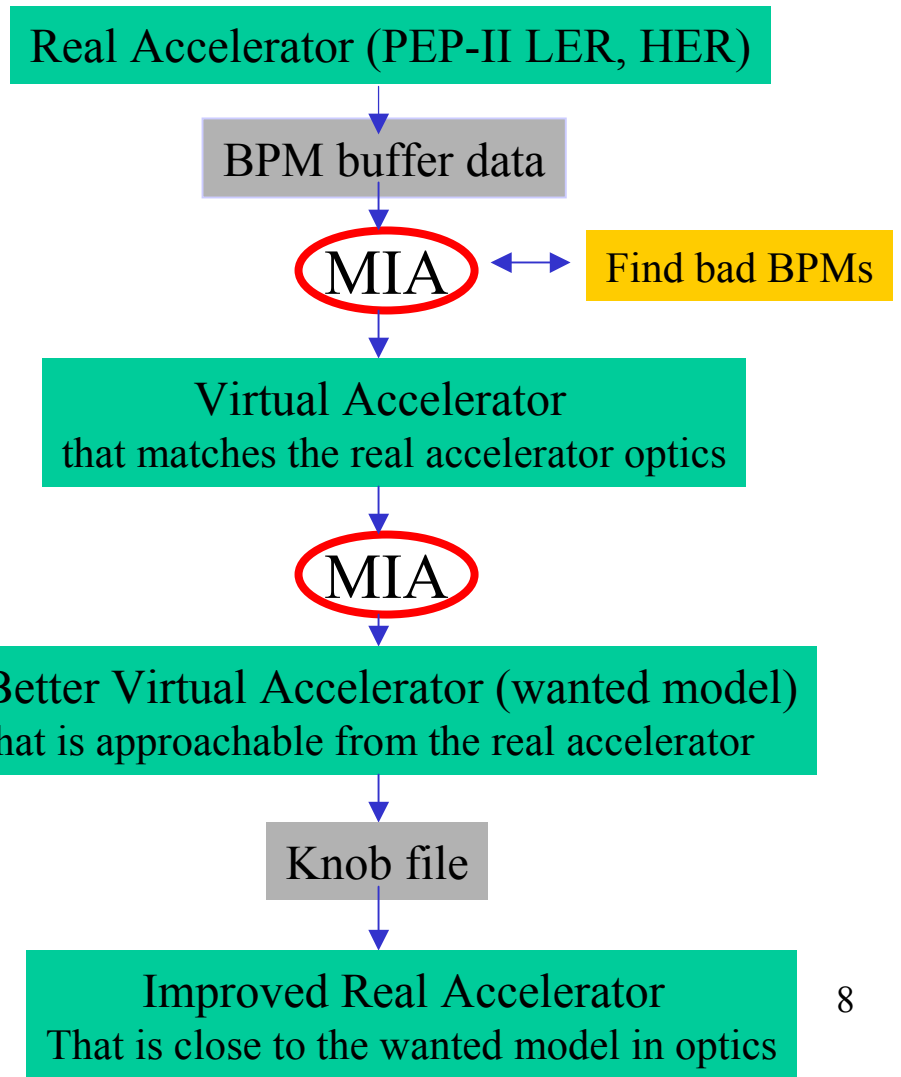 Real Accelerator (PEP-II LER, HER)
BPM buffer data
MIA
Find bad BPMs
Virtual Accelerator
that matches the real accelerator optics
MIA
Better Virtual Accelerator (wanted model)
that is approachable from the real accelerator
Knob file
Improved Real Accelerator
That is close to the wanted model in optics
8